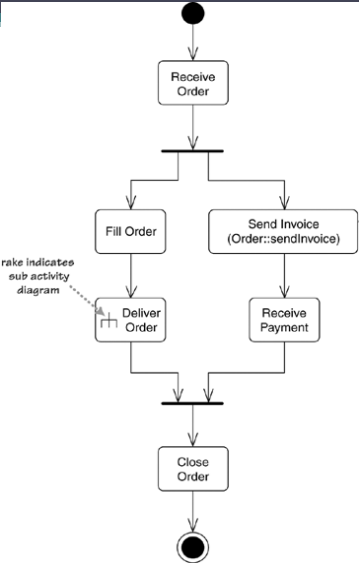 Receive
Order
Fill Order
Send Invoice
(Order::sendInvoice)
rake indicates
sub activity
diagram
Deliver
Order
Receive
Payment
Close
Order